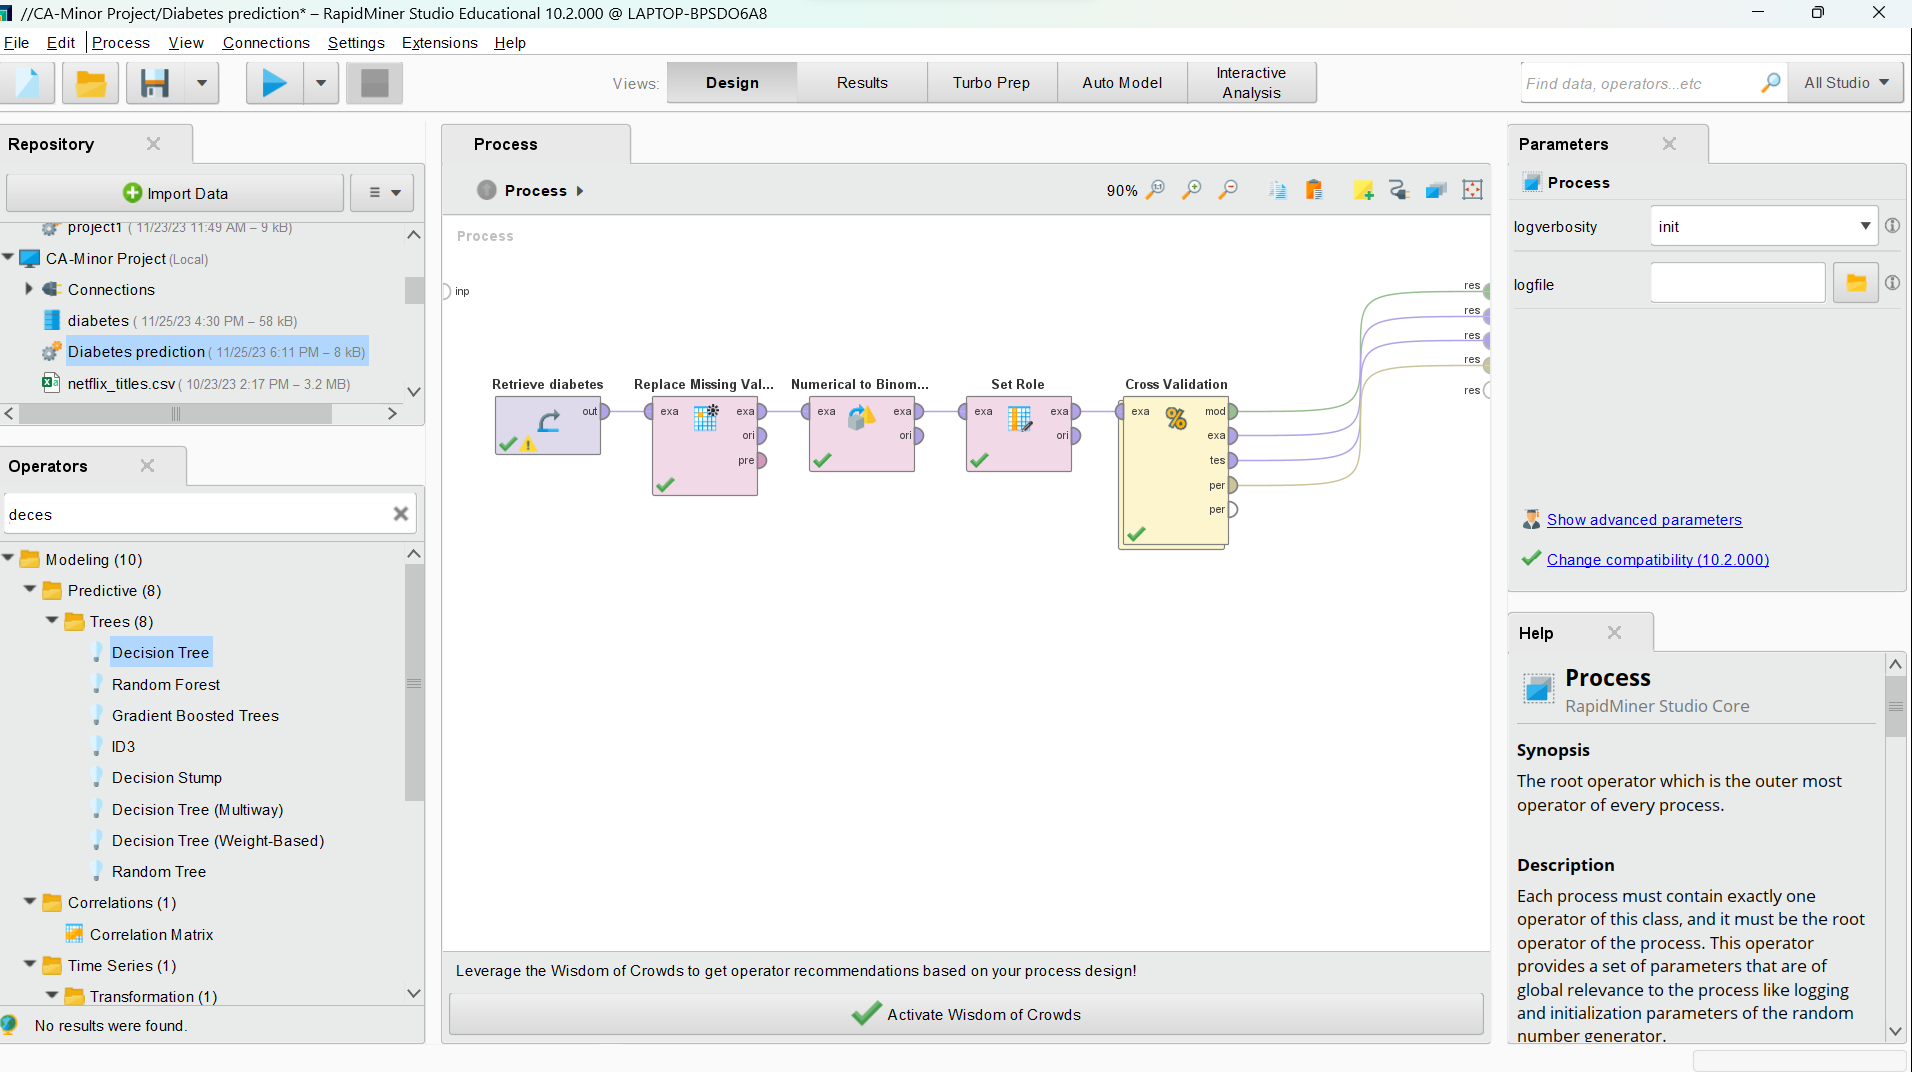 //CA-Minor Project/Diabetes prediction* – RapidMiner Studio Educational 10.2.000 @ LAPTOP-BPSDO6A8
File Edit Process View Connections Settings Extensions Help
Views: Design Results Turbo Prep Auto Model Interactive Analysis
Find data, operators...etc All Studio
Repository
Import Data
project1 ( 11/23/23 11:49 AM – 9 kB)
CA-Minor Project (Local)
Connections
diabetes ( 11/25/23 4:30 PM – 58 kB)
Diabetes prediction ( 11/25/23 6:11 PM – 8 kB)
netflix_titles.csv ( 10/23/23 2:17 PM – 3.2 MB)
Operators
deces
Modeling (10)
Predictive (8)
Trees (8)
Decision Tree
Random Forest
Gradient Boosted Trees
ID3
Decision Stump
Decision Tree (Multiway)
Decision Tree (Weight-Based)
Random Tree
Correlations (1)
Correlation Matrix
Time Series (1)
Transformation (1)
No results were found.
Process
Process
90%
Process
inp
res
res
res
res
res
Retrieve diabetes
out
Replace Missing Val...
exa exa
ori
pre
Numerical to Binom...
exa exa
ori
Set Role
exa exa
ori
Cross Validation
exa mod
%
exa
tes
per
per
Leverage the Wisdom of Crowds to get operator recommendations based on your process design!
Activate Wisdom of Crowds
Parameters
Process
logverbosity init
logfile
Show advanced parameters
Change compatibility (10.2.000)
Help
Process
RapidMiner Studio Core
Synopsis
The root operator which is the outer most
operator of every process.
Description
Each process must contain exactly one
operator of this class, and it must be the root
operator of the process. This operator
provides a set of parameters that are of
global relevance to the process like logging
and initialization parameters of the random
number generator.